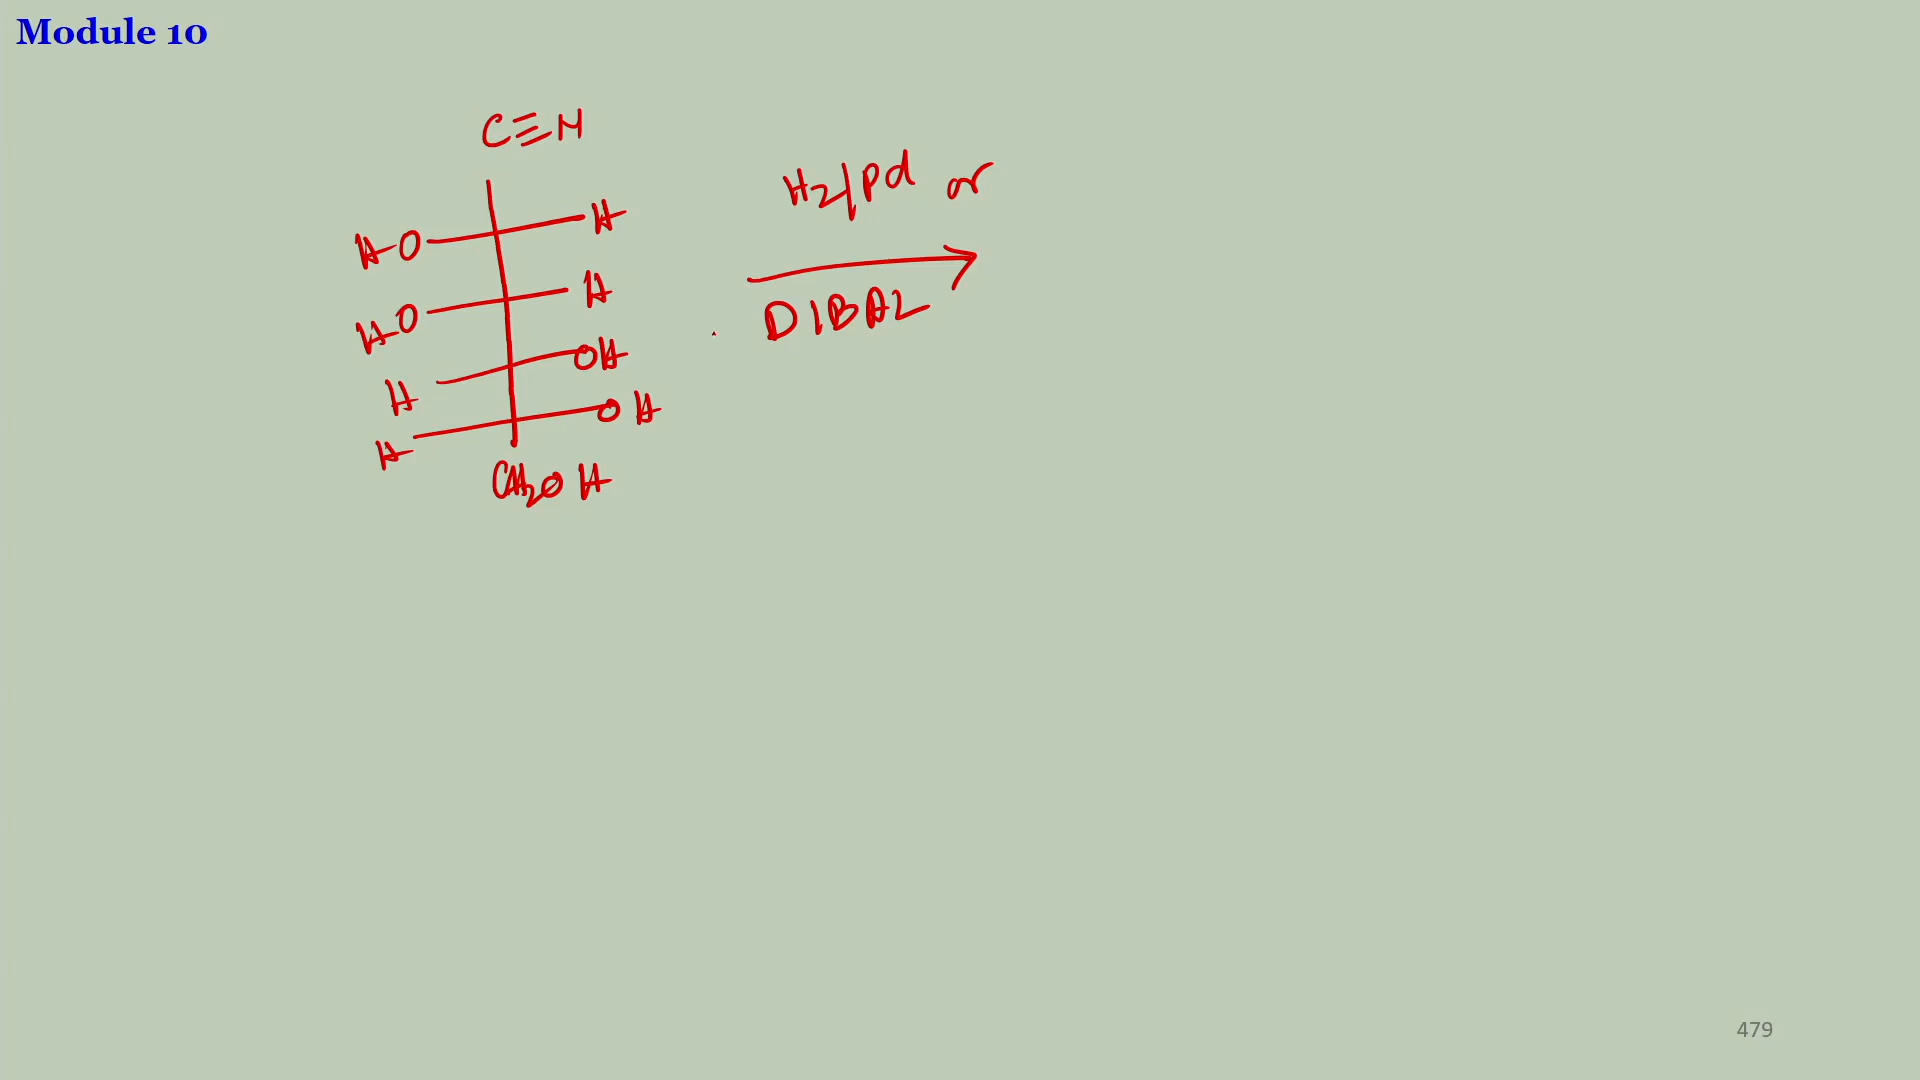 Module 10
C≡N
H2/Pd or
HO H
HO H
DIBAL
H OH
H OH
CH2OH
479